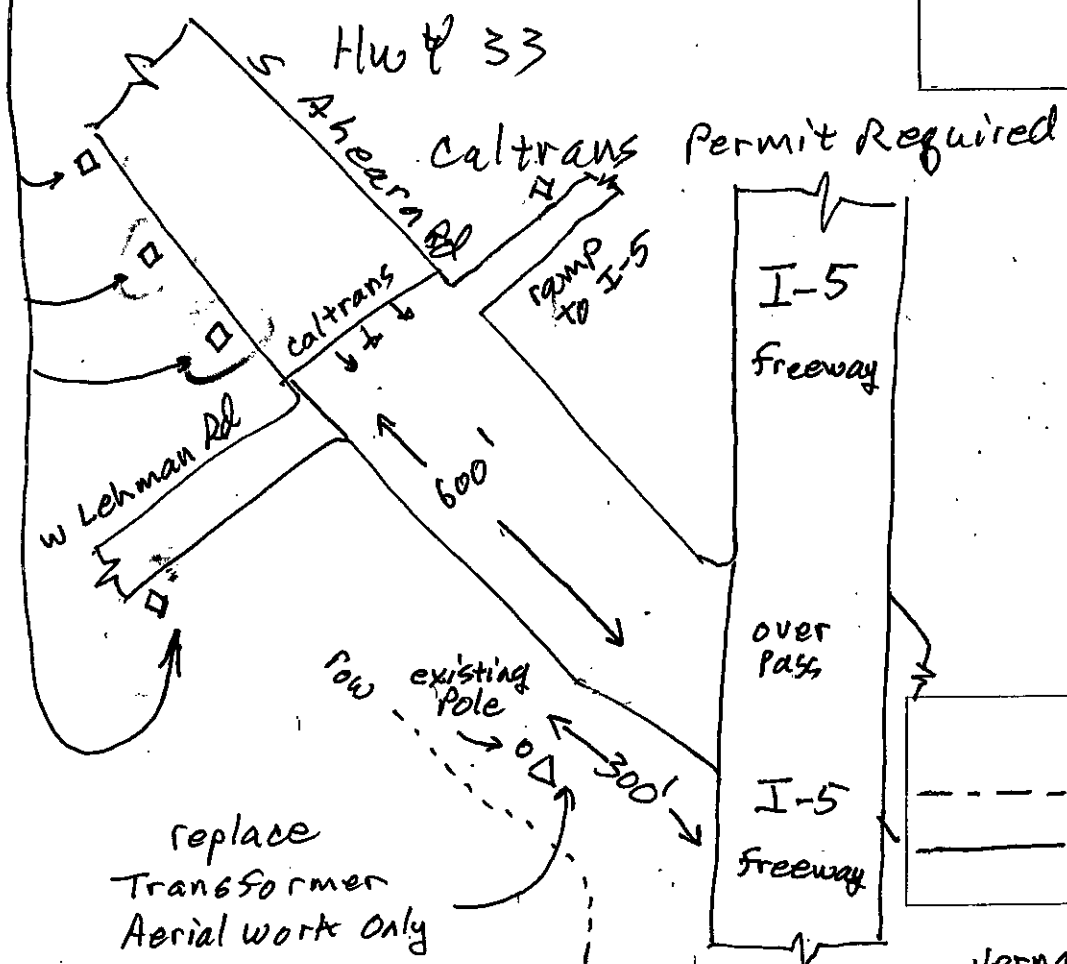 Hwy 33
S Ahearn Rd
Caltrans Permit Required
ramp
to I-5
I-5
freeway
caltrans
W Lehman Rd
600'
over
Pass
row
existing
Pole
300'
I-5
freeway
replace
Transformer
Aerial work Only